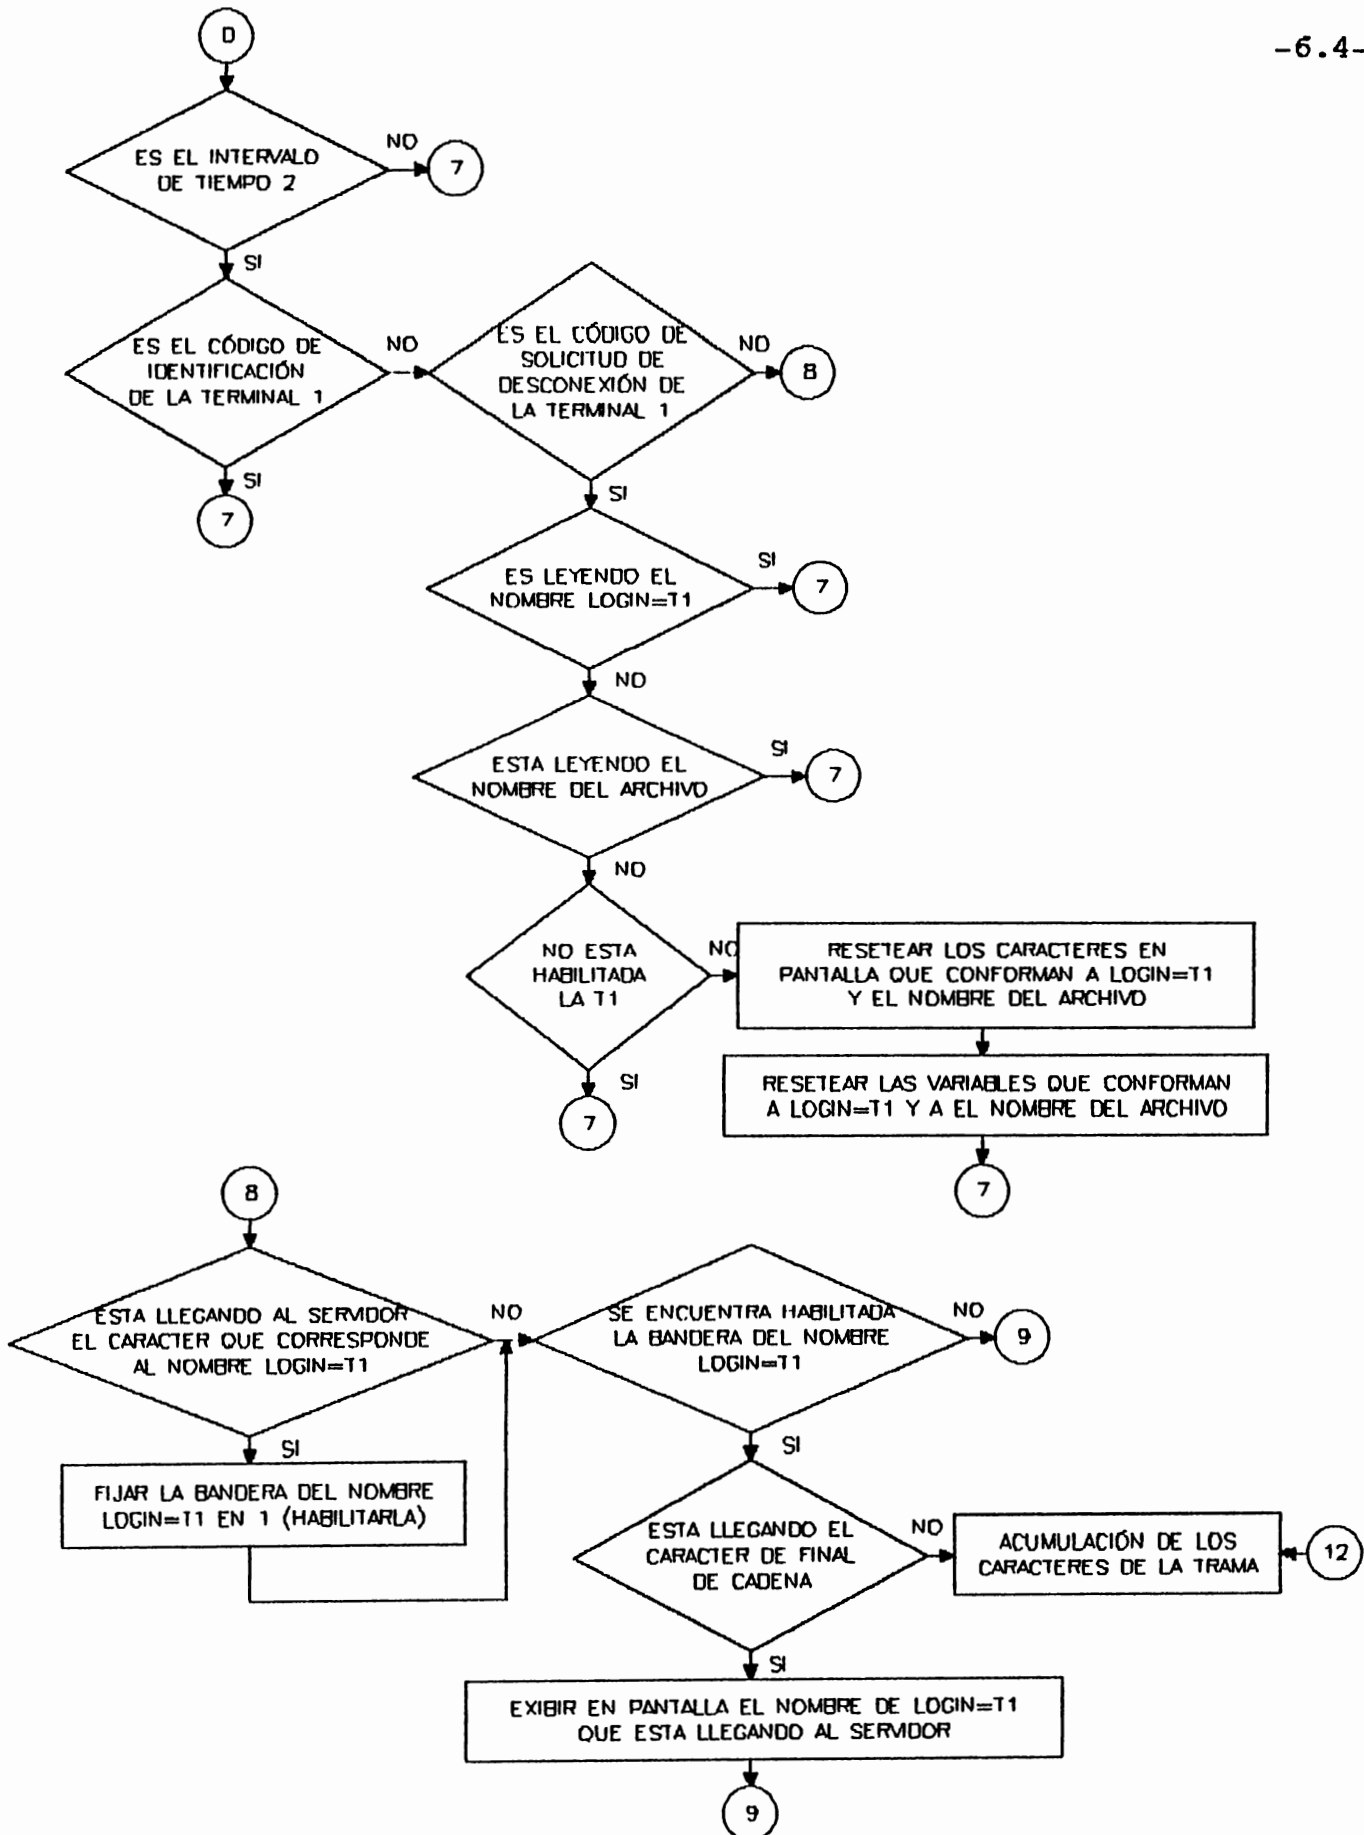 -6.4-
D
ES EL INTERVALO
DE TIEMPO 2
NO
7
SI
ES EL CÓDIGO DE
IDENTIFICACIÓN
DE LA TERMINAL 1
NO
ES EL CÓDIGO DE
SOLICITUD DE
DESCONEXIÓN DE
LA TERMINAL 1
NO
8
SI
7
SI
ES LEYENDO EL
NOMBRE LOGIN=T1
SI
7
NO
ESTA LEYENDO EL
NOMBRE DEL ARCHIVO
SI
7
NO
NO ESTA
HABILITADA
LA T1
NO
RESETEAR LOS CARACTERES EN
PANTALLA QUE CONFORMAN A LOGIN=T1
Y EL NOMBRE DEL ARCHIVO
SI
7
RESETEAR LAS VARIABLES QUE CONFORMAN
A LOGIN=T1 Y A EL NOMBRE DEL ARCHIVO
7
8
ESTA LLEGANDO AL SERVIDOR
EL CARACTER QUE CORRESPONDE
AL NOMBRE LOGIN=T1
NO
SE ENCUENTRA HABILITADA
LA BANDERA DEL NOMBRE
LOGIN=T1
NO
9
SI
FIJAR LA BANDERA DEL NOMBRE
LOGIN=T1 EN 1 (HABILITARLA)
SI
ESTA LLEGANDO EL
CARACTER DE FINAL
DE CADENA
NO
ACUMULACIÓN DE LOS
CARACTERES DE LA TRAMA
12
SI
EXIBIR EN PANTALLA EL NOMBRE DE LOGIN=T1
QUE ESTA LLEGANDO AL SERVIDOR
9